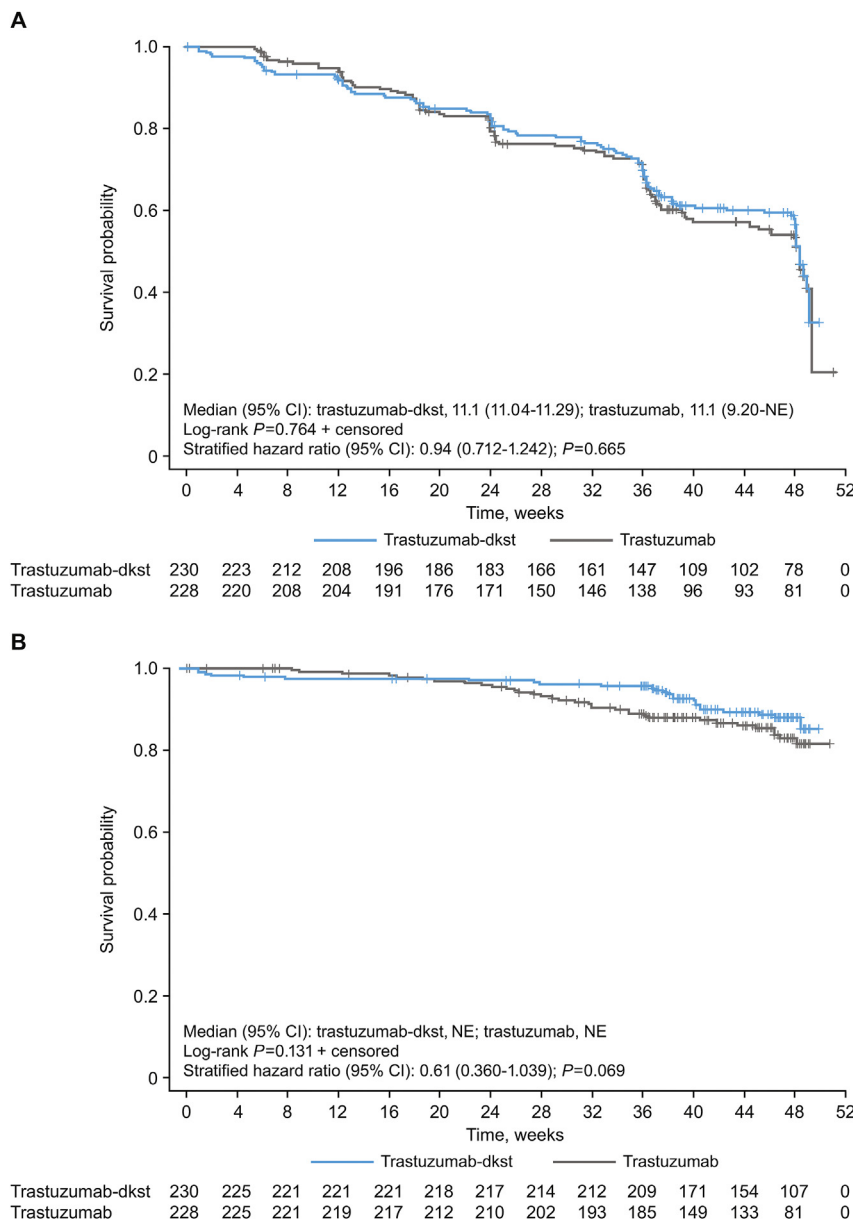 A
1.0
0.8
0.6
0.4
0.2
0
Survival probability
Median (95% CI): trastuzumab-dkst, 11.1 (11.04-11.29); trastuzumab, 11.1 (9.20-NE)
Log-rank P=0.764 + censored
Stratified hazard ratio (95% CI): 0.94 (0.712-1.242); P=0.665
0 4 8 12 16 20 24 28 32 36 40 44 48 52
Time, weeks
Trastuzumab-dkst Trastuzumab
Trastuzumab-dkst 230 223 212 208 196 186 183 166 161 147 109 102 78 0
Trastuzumab 228 220 208 204 191 176 171 150 146 138 96 93 81 0
B
1.0
0.8
0.6
0.4
0.2
0
Survival probability
Median (95% CI): trastuzumab-dkst, NE; trastuzumab, NE
Log-rank P=0.131 + censored
Stratified hazard ratio (95% CI): 0.61 (0.360-1.039); P=0.069
0 4 8 12 16 20 24 28 32 36 40 44 48 52
Time, weeks
Trastuzumab-dkst Trastuzumab
Trastuzumab-dkst 230 225 221 221 221 218 217 214 212 209 171 154 107 0
Trastuzumab 228 225 221 219 217 212 210 202 193 185 149 133 81 0